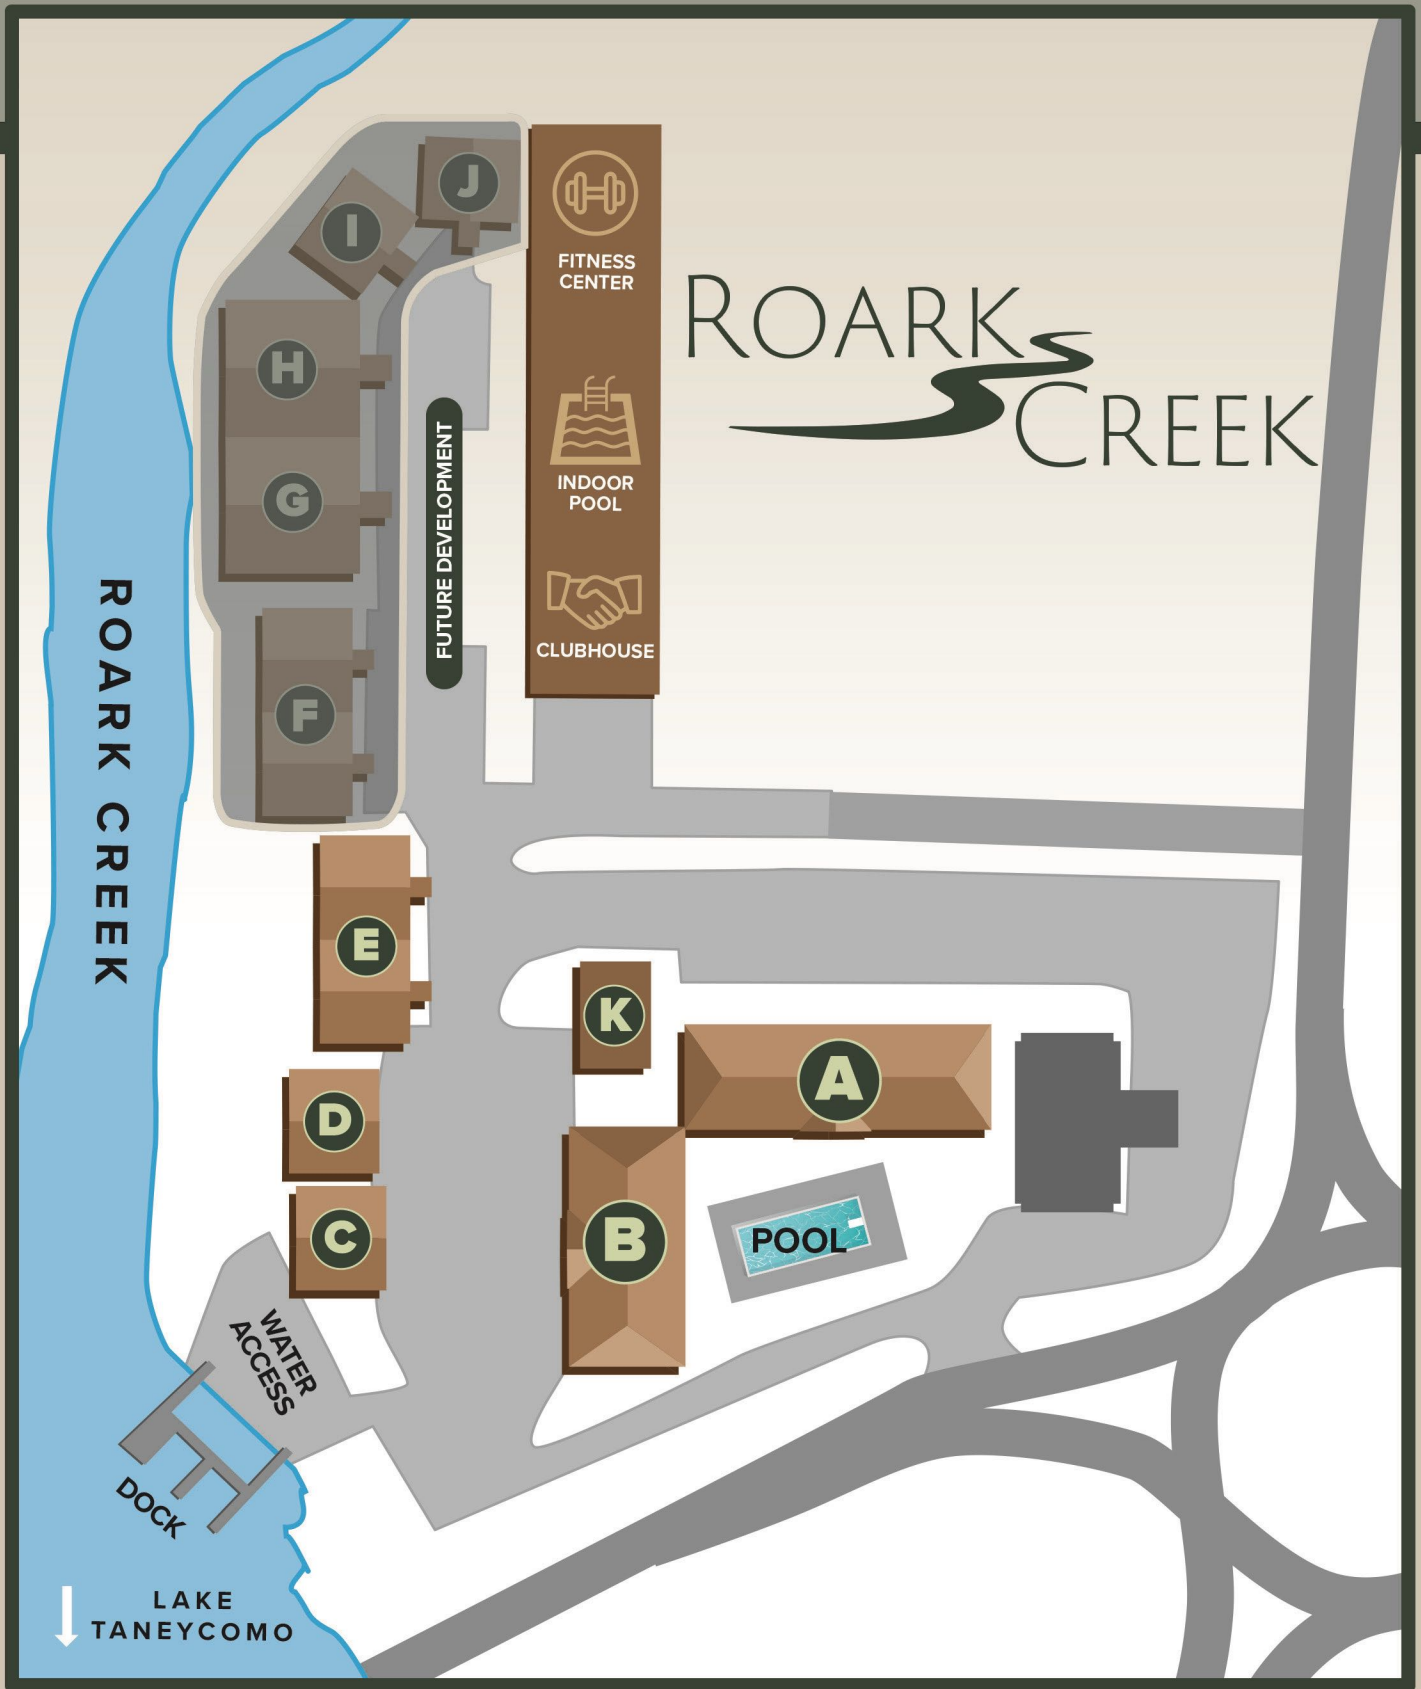 J
I
FITNESS
CENTER
ROARK
CREEK
H
G
INDOOR
POOL
FUTURE DEVELOPMENT
CLUBHOUSE
F
ROARK CREEK
E
K
A
D
C
B
POOL
WATER
ACCESS
DOCK
LAKE
TANEYCOMO